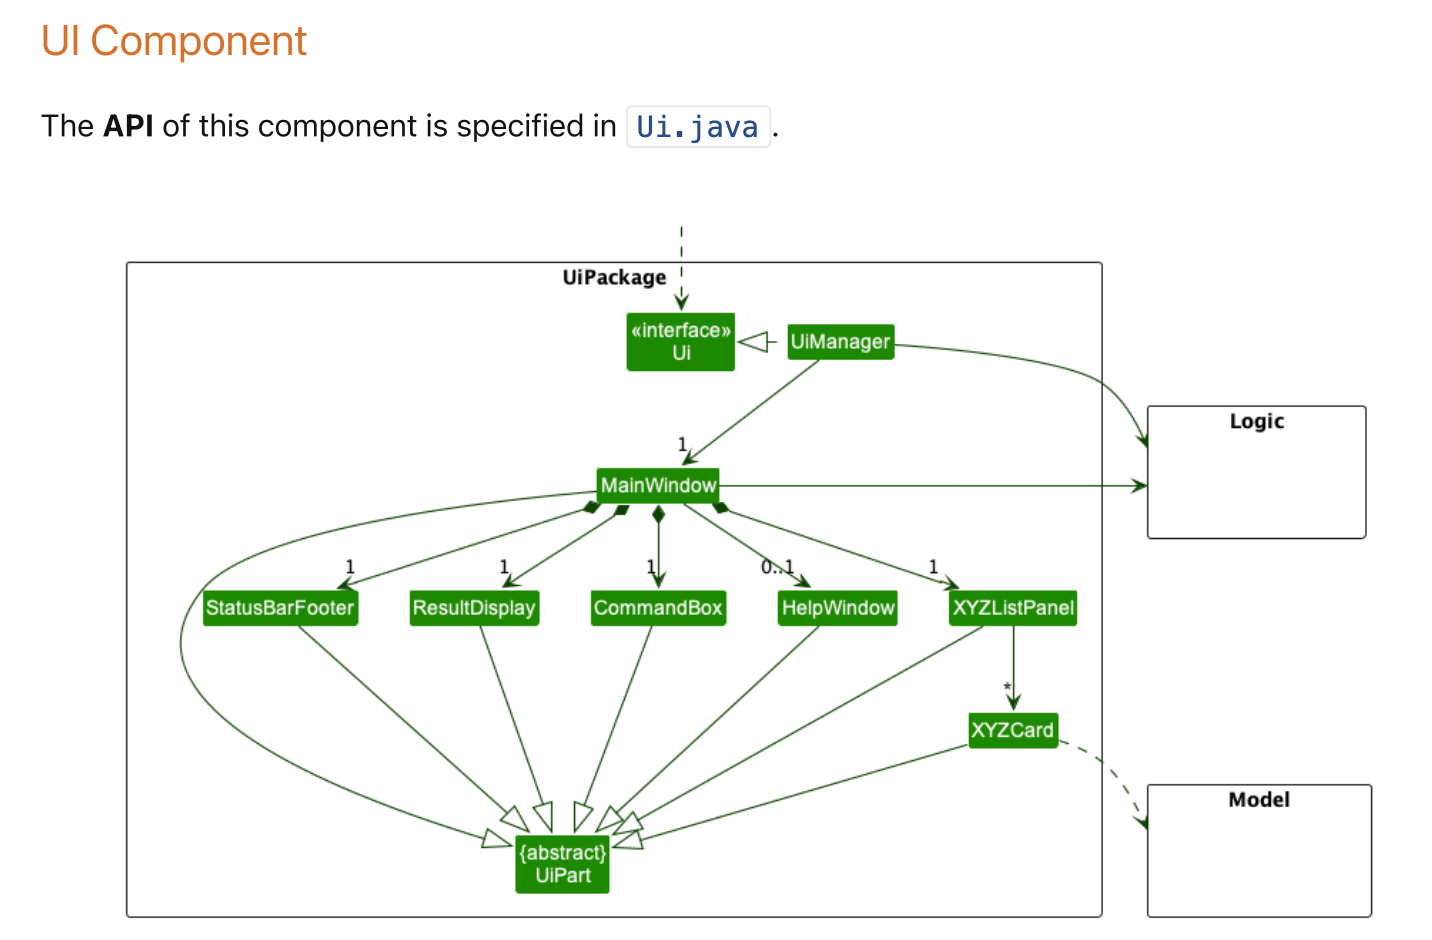 UI Component
The API of this component is specified in Ui.java.
UiPackage
«interface»
Ui
UiManager
Logic
1
MainWindow
1
1
1
0..1
1
StatusBarFooter
ResultDisplay
CommandBox
HelpWindow
XYZListPanel
*
XYZCard
Model
{abstract}
UiPart